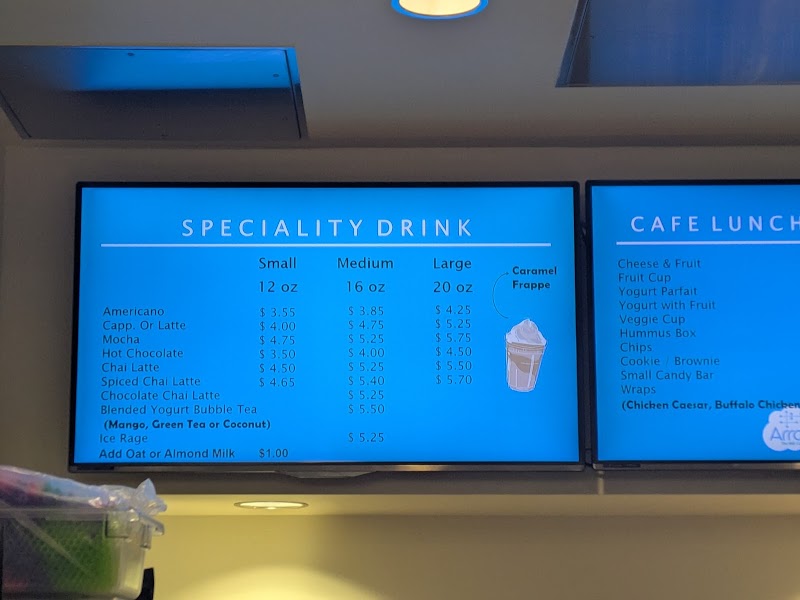 SPECIALITY DRINK
Small Medium Large
12 oz 16 oz 20 oz
Americano $ 3.55 $ 3.85 $ 4.25
Capp. Or Latte $ 4.00 $ 4.75 $ 5.25
Mocha $ 4.75 $ 5.25 $ 5.75
Hot Chocolate $ 3.50 $ 4.00 $ 4.50
Chai Latte $ 4.50 $ 5.25 $ 5.50
Spiced Chai Latte $ 4.65 $ 5.40 $ 5.70
Chocolate Chai Latte $ 5.25
Blended Yogurt Bubble Tea $ 5.50
(Mango, Green Tea or Coconut)
Ice Rage $ 5.25
Add Oat or Almond Milk $1.00
Caramel
Frappe
CAFE LUNCH
Cheese & Fruit
Fruit Cup
Yogurt Parfait
Yogurt with Fruit
Veggie Cup
Hummus Box
Chips
Cookie / Brownie
Small Candy Bar
Wraps
(Chicken Caesar, Buffalo Chicken